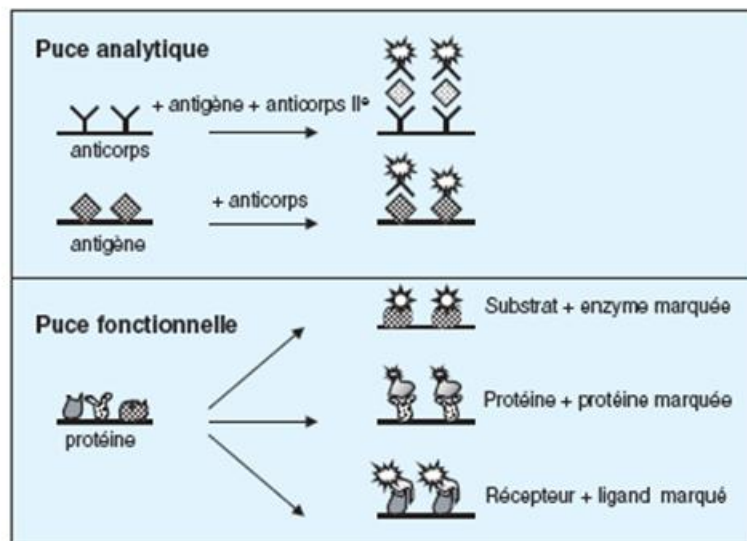 Puce analytique
+ antigène + anticorps IIe
anticorps
+ anticorps
antigène
Puce fonctionnelle
Substrat + enzyme marquée
Protéine + protéine marquée
protéine
Récepteur + ligand marqué